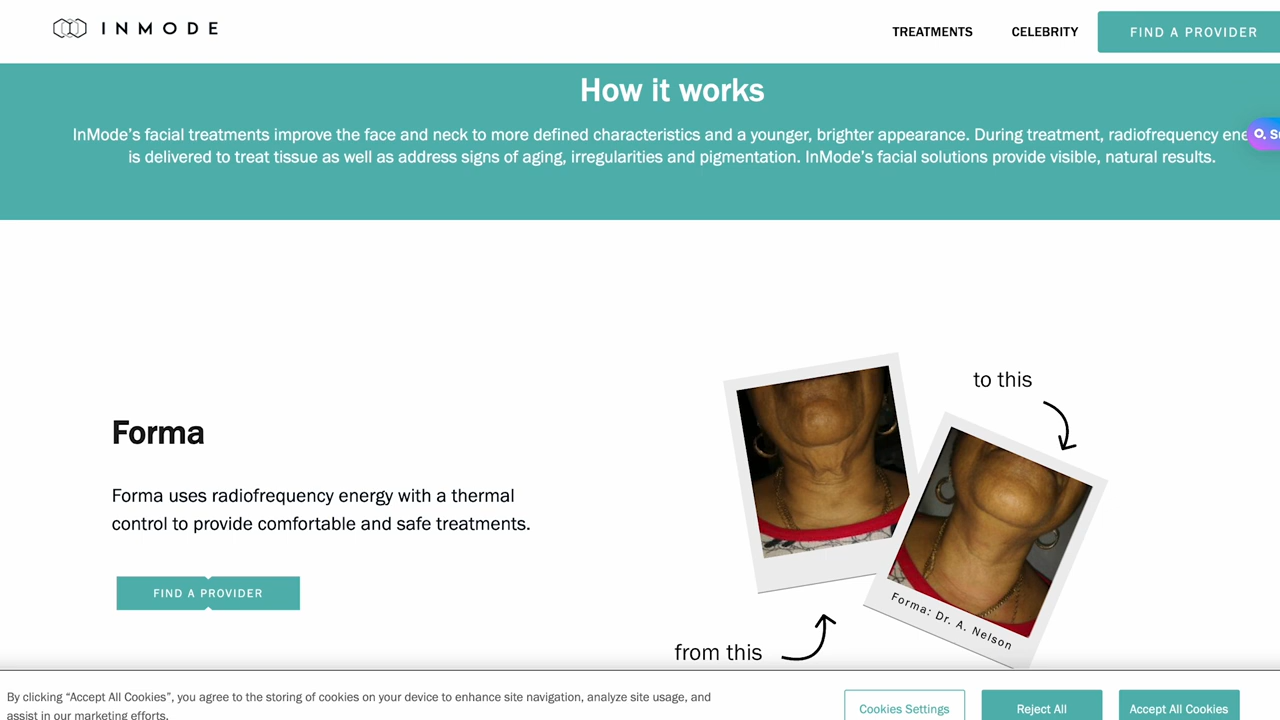 INMODE
TREATMENTS
CELEBRITY
FIND A PROVIDER
How it works
InMode’s facial treatments improve the face and neck to more defined characteristics and a younger, brighter appearance. During treatment, radiofrequency
is delivered to treat tissue as well as address signs of aging, irregularities and pigmentation. InMode’s facial solutions provide visible, natural results.
to this
Forma
Forma uses radiofrequency energy with a thermal
control to provide comfortable and safe treatments.
FIND A PROVIDER
Forma: Dr. A. Nelson
from this
By clicking “Accept All Cookies”, you agree to the storing of cookies on your device to enhance site navigation, analyze site usage, and
assist in our marketing efforts.
Cookies Settings
Reject All
Accept All Cookies